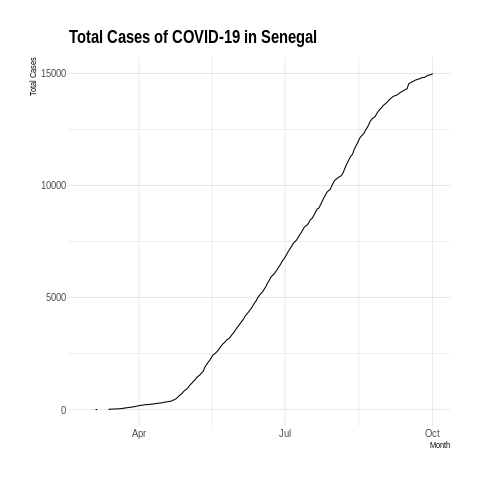 Total Cases of COVID-19 in Senegal
Total Cases
15000
10000
5000
0
Apr
Jul
Oct
Month